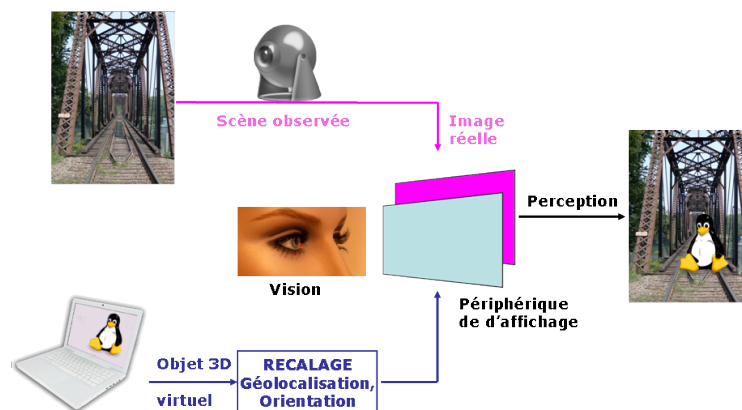 Scène observée
Image
réelle
Perception
Vision
Périphérique
de d'affichage
Objet 3D
virtuel
RECALAGE
Géolocalisation,
Orientation